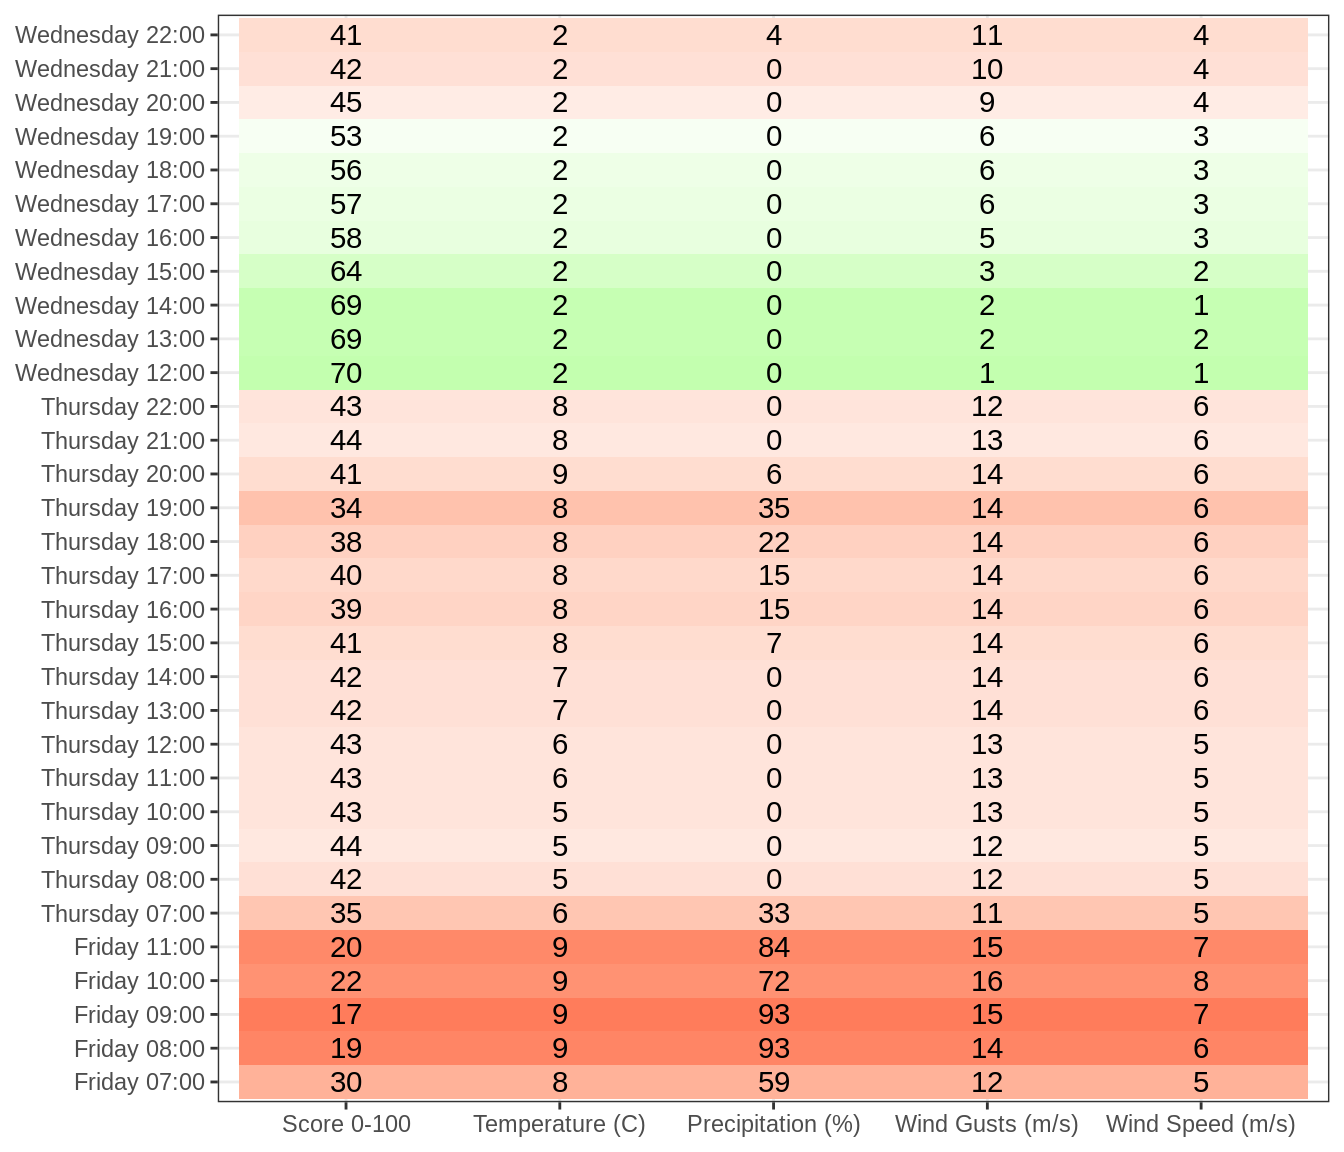 Wednesday 22:00 41 2 4 11 4
Wednesday 21:00 42 2 0 10 4
Wednesday 20:00 45 2 0 9 4
Wednesday 19:00 53 2 0 6 3
Wednesday 18:00 56 2 0 6 3
Wednesday 17:00 57 2 0 6 3
Wednesday 16:00 58 2 0 5 3
Wednesday 15:00 64 2 0 3 2
Wednesday 14:00 69 2 0 2 1
Wednesday 13:00 69 2 0 2 2
Wednesday 12:00 70 2 0 1 1
Thursday 22:00 43 8 0 12 6
Thursday 21:00 44 8 0 13 6
Thursday 20:00 41 9 6 14 6
Thursday 19:00 34 8 35 14 6
Thursday 18:00 38 8 22 14 6
Thursday 17:00 40 8 15 14 6
Thursday 16:00 39 8 15 14 6
Thursday 15:00 41 8 7 14 6
Thursday 14:00 42 7 0 14 6
Thursday 13:00 42 7 0 14 6
Thursday 12:00 43 6 0 13 5
Thursday 11:00 43 6 0 13 5
Thursday 10:00 43 5 0 13 5
Thursday 09:00 44 5 0 12 5
Thursday 08:00 42 5 0 12 5
Thursday 07:00 35 6 33 11 5
Friday 11:00 20 9 84 15 7
Friday 10:00 22 9 72 16 8
Friday 09:00 17 9 93 15 7
Friday 08:00 19 9 93 14 6
Friday 07:00 30 8 59 12 5
Score 0-100 Temperature (C) Precipitation (%) Wind Gusts (m/s) Wind Speed (m/s)